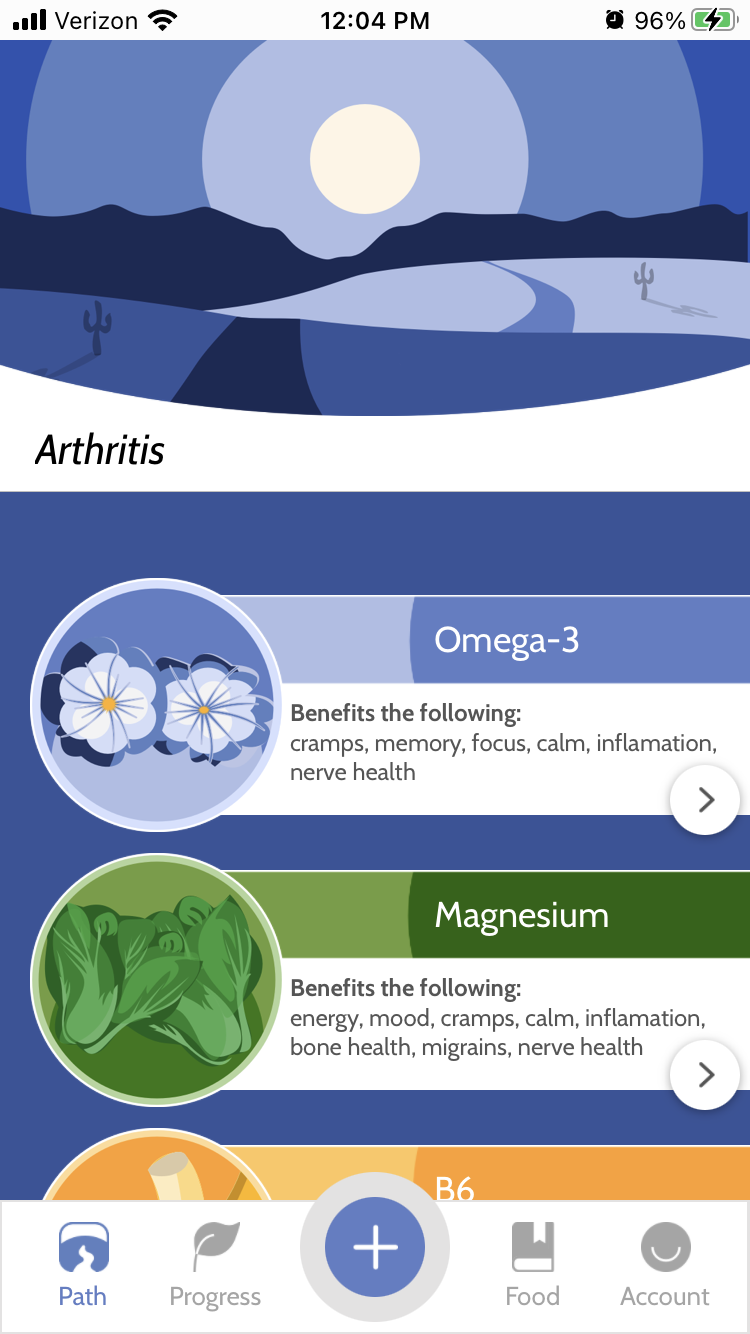 Verizon 12:04 PM 96%
Arthritis
Omega-3
Benefits the following:
cramps, memory, focus, calm, inflamation,
nerve health
Magnesium
Benefits the following:
energy, mood, cramps, calm, inflamation,
bone health, migrains, nerve health
B6
Path Progress Food Account